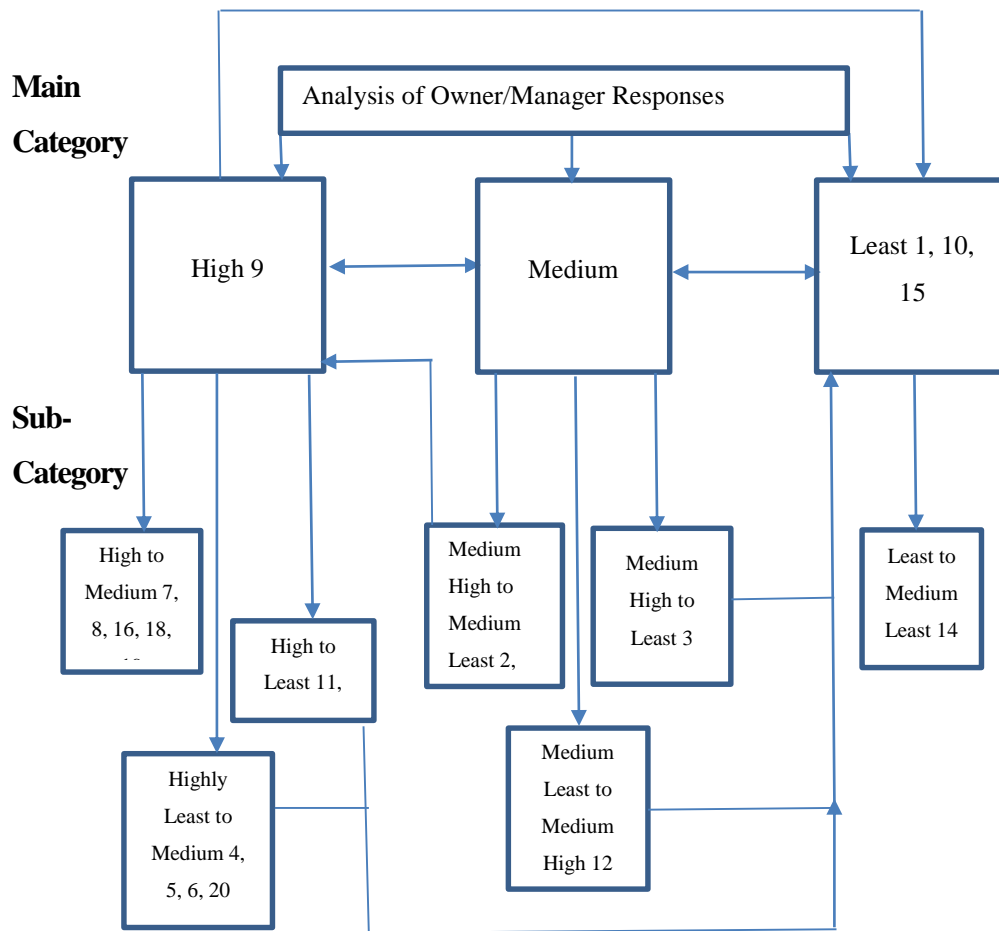 Main
Category
Analysis of Owner/Manager Responses
High 9
Medium
Least 1, 10,
15
Sub-
Category
High to
Medium 7,
8, 16, 18,
High to
Least 11,
Medium
High to
Medium
Least 2,
Medium
High to
Least 3
Least to
Medium
Least 14
Highly
Least to
Medium 4,
5, 6, 20
Medium
Least to
Medium
High 12